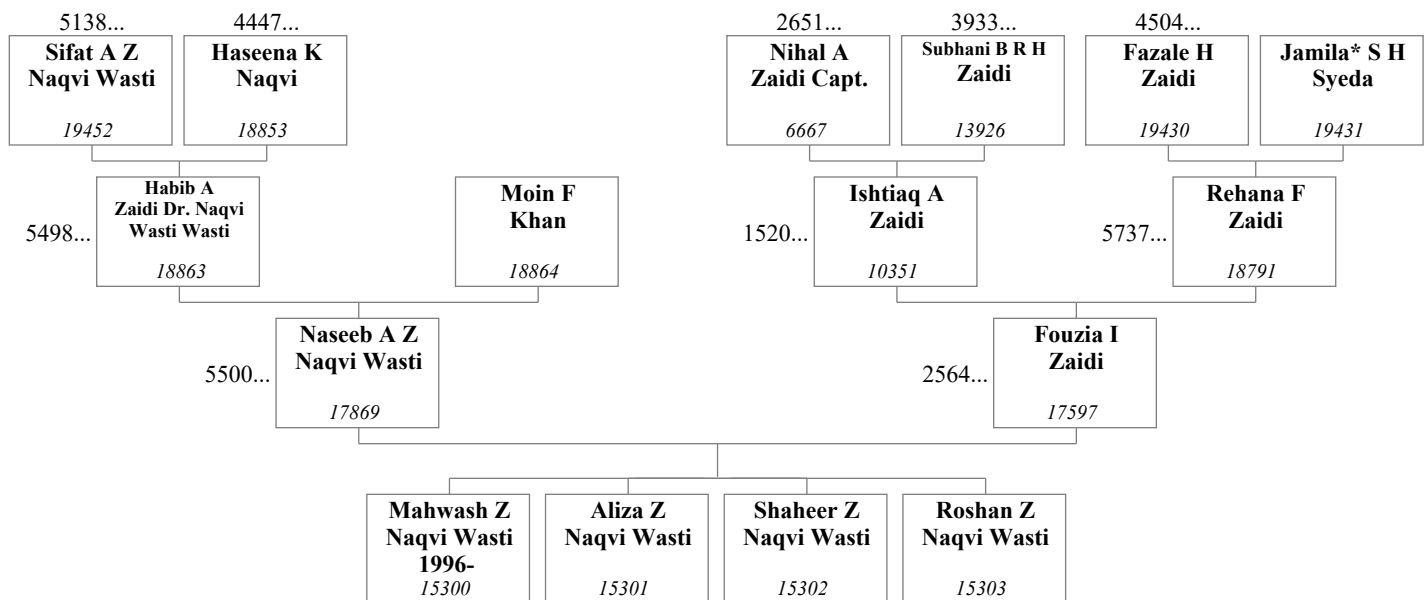 5138...
4447...
2651...
3933...
4504...
Sifat A Z
Naqvi Wasti
19452
Haseena K
Naqvi
18853
Nihal A
Zaidi Capt.
6667
Subhani B R H
Zaidi
13926
Fazale H
Zaidi
19430
Jamila* S H
Syeda
19431
5498...
Habib A
Zaidi Dr. Naqvi
Wasti Wasti
18863
Moin F
Khan
18864
1520...
Ishtiaq A
Zaidi
10351
5737...
Rehana F
Zaidi
18791
5500...
Naseeb A Z
Naqvi Wasti
17869
2564...
Fouzia I
Zaidi
17597
Mahwash Z
Naqvi Wasti
1996-
15300
Aliza Z
Naqvi Wasti
15301
Shaheer Z
Naqvi Wasti
15302
Roshan Z
Naqvi Wasti
15303